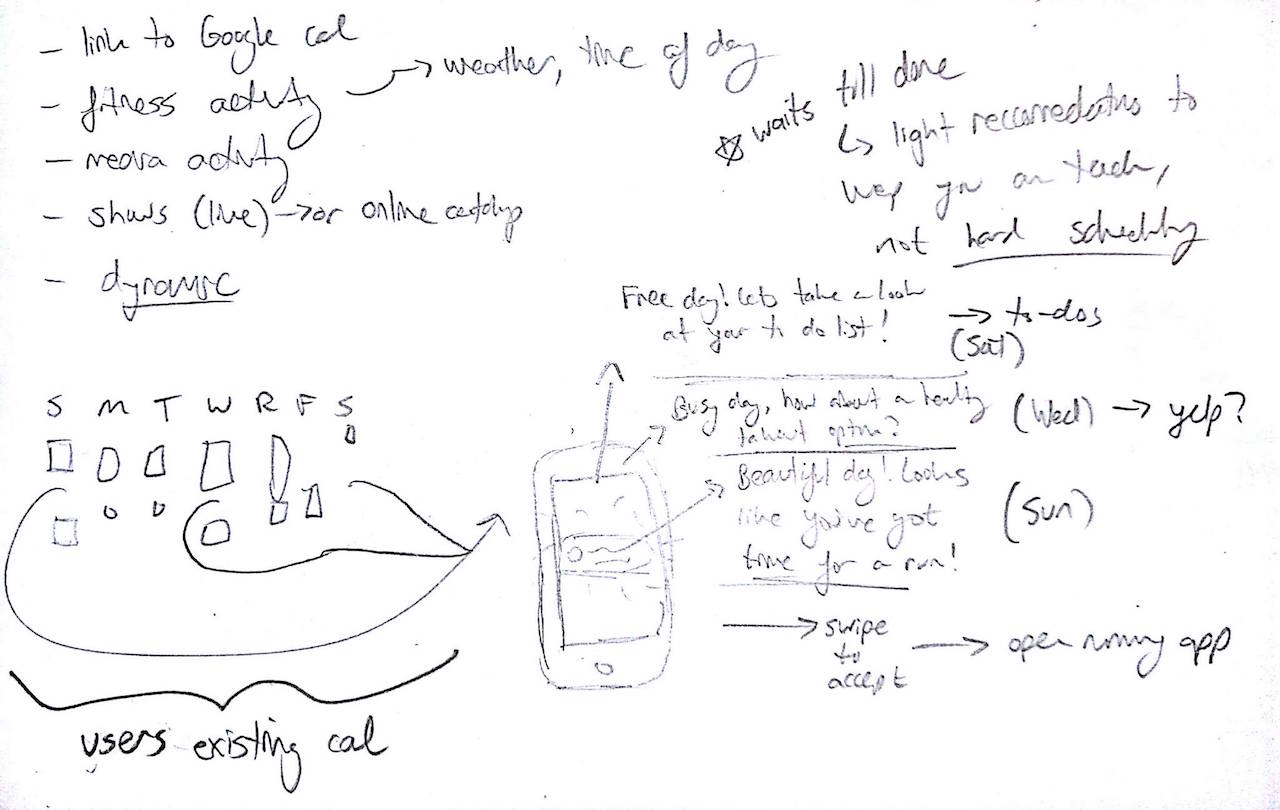 - link to Google cal
- fitness activity → weather, time of day
- media activity
- shows (live) → or online catchup
- dynamic
☆ waits till done
↳ light reccomedations to
keep you on track,
not hard scheduling
Free day! Lets take a look
at your to do list!
→ to-dos
(Sat)
Busy day, how about a healthy
takeout option?
(Wed) → yelp?
Beautiful day! Looks
like you've got
time for a run!
(Sun)
→ swipe
to
accept
→ open running app
S M T W R F S
users existing cal